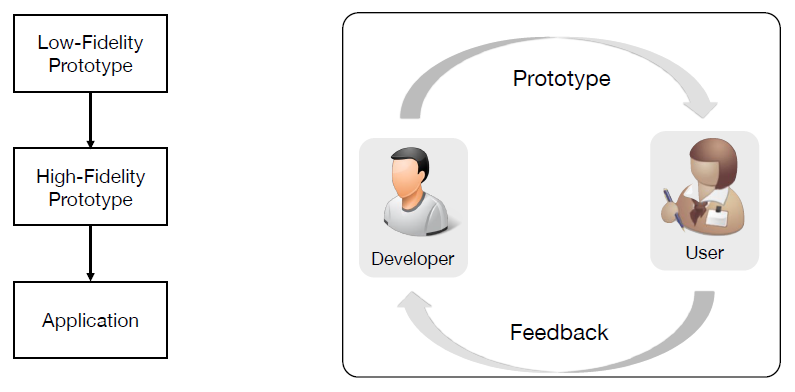 Low-Fidelity
Prototype
High-Fidelity
Prototype
Application
Prototype
Developer
User
Feedback